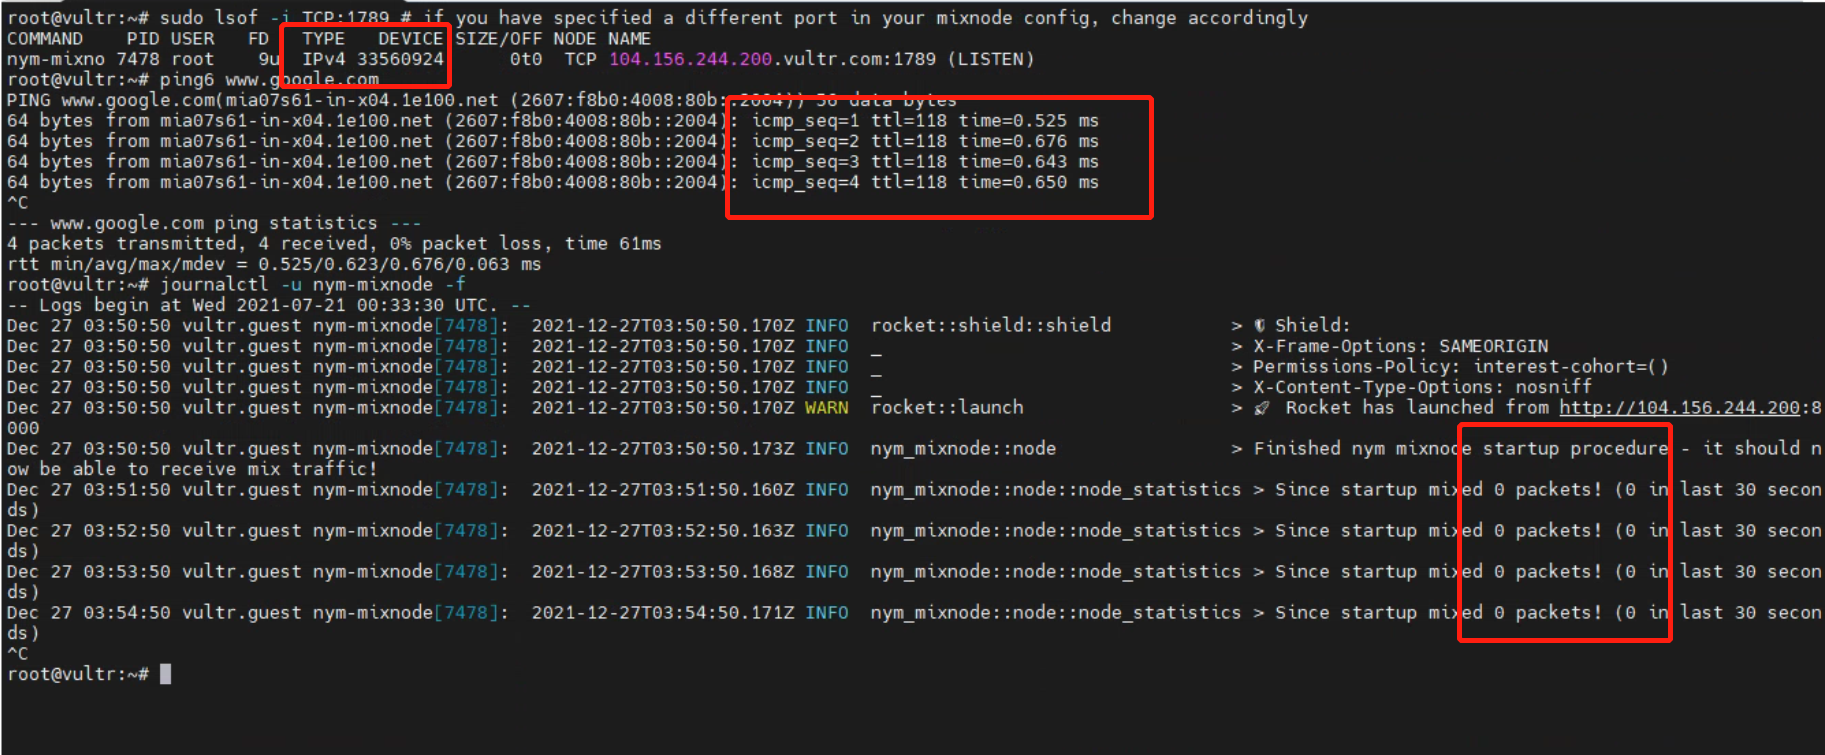 root@vultr:~# sudo lsof -i TCP:1789 # if you have specified a different port in your mixnode config, change accordingly
COMMAND PID USER FD TYPE DEVICE SIZE/OFF NODE NAME
nym-mixno 7478 root 9u IPv4 33560924 0t0 TCP 104.156.244.200.vultr.com:1789 (LISTEN)
root@vultr:~# ping6 www.google.com
PING www.google.com(mia07s61-in-x04.1e100.net (2607:f8b0:4008:80b::2004)) 56 data bytes
64 bytes from mia07s61-in-x04.1e100.net (2607:f8b0:4008:80b::2004): icmp_seq=1 ttl=118 time=0.525 ms
64 bytes from mia07s61-in-x04.1e100.net (2607:f8b0:4008:80b::2004): icmp_seq=2 ttl=118 time=0.676 ms
64 bytes from mia07s61-in-x04.1e100.net (2607:f8b0:4008:80b::2004): icmp_seq=3 ttl=118 time=0.643 ms
64 bytes from mia07s61-in-x04.1e100.net (2607:f8b0:4008:80b::2004): icmp_seq=4 ttl=118 time=0.650 ms
^C
--- www.google.com ping statistics ---
4 packets transmitted, 4 received, 0% packet loss, time 61ms
rtt min/avg/max/mdev = 0.525/0.623/0.676/0.063 ms
root@vultr:~# journalctl -u nym-mixnode -f
-- Logs begin at Wed 2021-07-21 00:33:30 UTC. --
Dec 27 03:50:50 vultr.guest nym-mixnode[7478]: 2021-12-27T03:50:50.170Z INFO rocket::shield::shield > 🛡 Shield:
Dec 27 03:50:50 vultr.guest nym-mixnode[7478]: 2021-12-27T03:50:50.170Z INFO _ > X-Frame-Options: SAMEORIGIN
Dec 27 03:50:50 vultr.guest nym-mixnode[7478]: 2021-12-27T03:50:50.170Z INFO _ > Permissions-Policy: interest-cohort=()
Dec 27 03:50:50 vultr.guest nym-mixnode[7478]: 2021-12-27T03:50:50.170Z INFO _ > X-Content-Type-Options: nosniff
Dec 27 03:50:50 vultr.guest nym-mixnode[7478]: 2021-12-27T03:50:50.170Z WARN rocket::launch > 🚀 Rocket has launched from http://104.156.244.200:8
000
Dec 27 03:50:50 vultr.guest nym-mixnode[7478]: 2021-12-27T03:50:50.173Z INFO nym_mixnode::node > Finished nym mixnode startup procedure - it should n
ow be able to receive mix traffic!
Dec 27 03:51:50 vultr.guest nym-mixnode[7478]: 2021-12-27T03:51:50.160Z INFO nym_mixnode::node::node_statistics > Since startup mixed 0 packets! (0 in last 30 secon
ds)
Dec 27 03:52:50 vultr.guest nym-mixnode[7478]: 2021-12-27T03:52:50.163Z INFO nym_mixnode::node::node_statistics > Since startup mixed 0 packets! (0 in last 30 secon
ds)
Dec 27 03:53:50 vultr.guest nym-mixnode[7478]: 2021-12-27T03:53:50.168Z INFO nym_mixnode::node::node_statistics > Since startup mixed 0 packets! (0 in last 30 secon
ds)
Dec 27 03:54:50 vultr.guest nym-mixnode[7478]: 2021-12-27T03:54:50.171Z INFO nym_mixnode::node::node_statistics > Since startup mixed 0 packets! (0 in last 30 secon
ds)
^C
root@vultr:~#